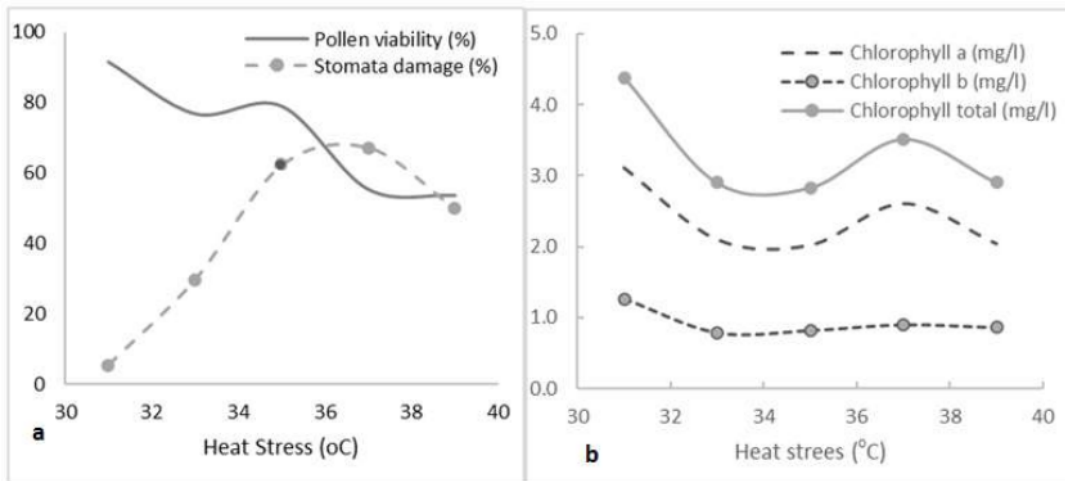 100
80
60
40
20
0
Pollen viability (%)
Stomata damage (%)
30 32 34 36 38 40
a
Heat Stress (oC)
5.0
4.0
3.0
2.0
1.0
0.0
Chlorophyll a (mg/l)
Chlorophyll b (mg/l)
Chlorophyll total (mg/l)
30 32 34 36 38 40
b
Heat strees (°C)